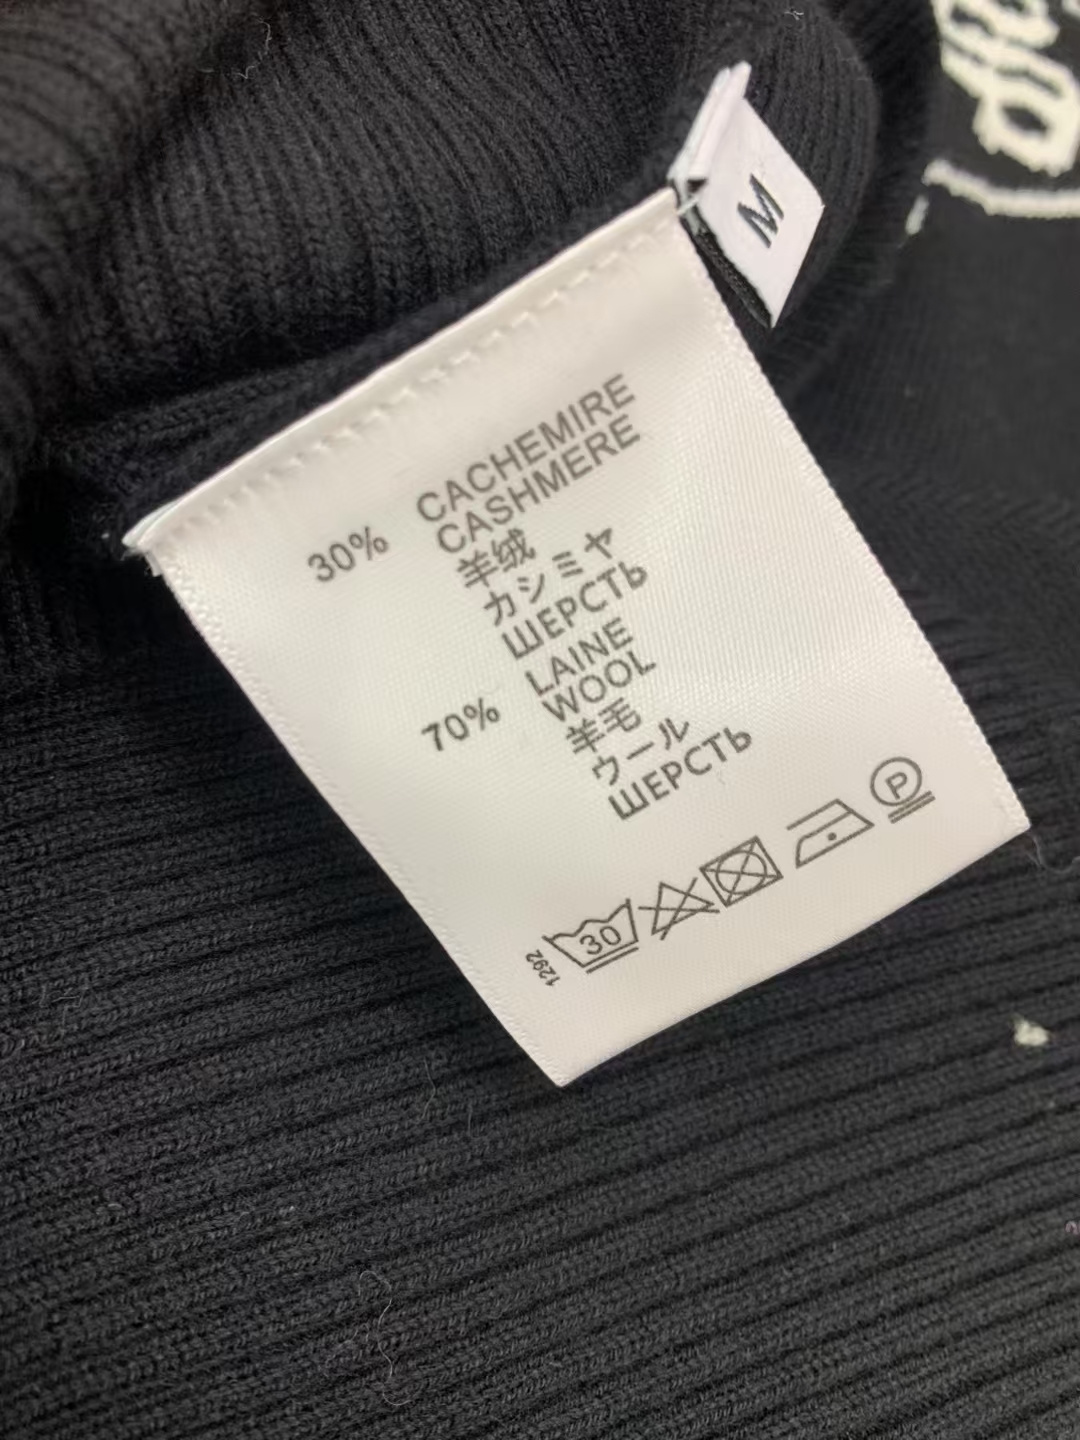 M
CACHEMIRE
30% CASHMERE
羊绒
カシミヤ
ШЕРСТЬ
LAINE
70% WOOL
羊毛
ウール
ШЕРСТЬ
1292 30 P